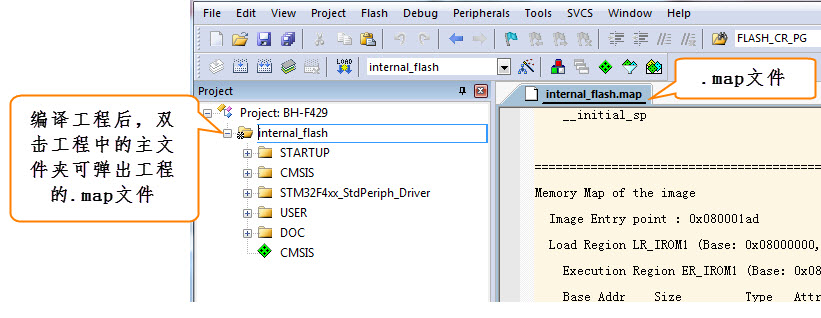 File Edit View Project Flash Debug Peripherals Tools SVCS Window Help
FLASH_CR_PG
LOAD
internal_flash
.map文件
Project
internal_flash.map
编译工程后，双
击工程中的主文
件夹可弹出工程
的.map文件
Project: BH-F429
internal_flash
STARTUP
CMSIS
STM32F4xx_StdPeriph_Driver
USER
DOC
CMSIS
__initial_sp
==========================================
Memory Map of the image
Image Entry point : 0x080001ad
Load Region LR_IROM1 (Base: 0x08000000,
Execution Region ER_IROM1 (Base: 0x08
Base Addr Size Type Attr